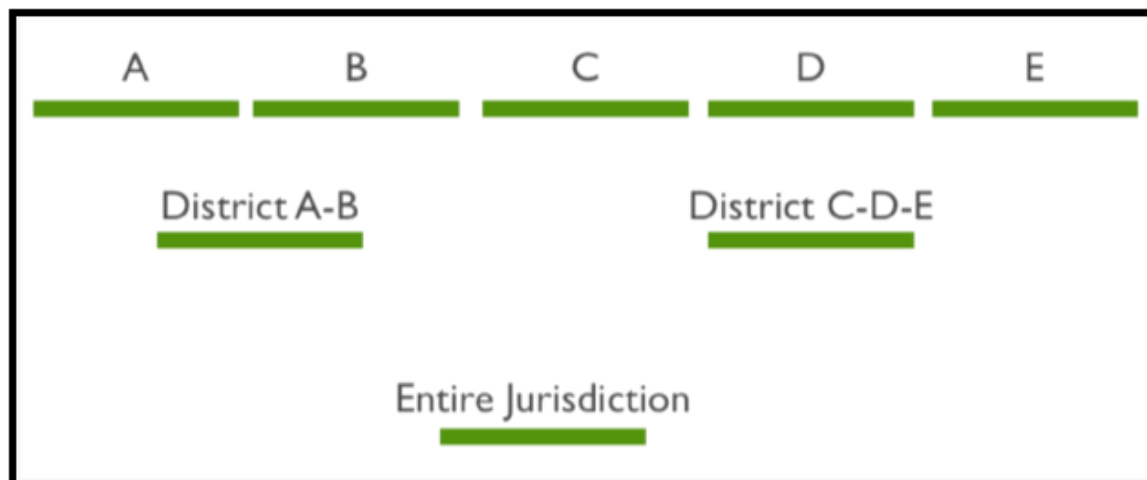 A B C D E
District A-B District C-D-E
Entire Jurisdiction